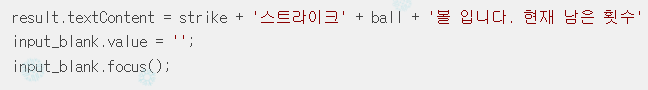 result.textContent = strike + '스트라이크' + ball + '볼 입니다. 현재 남은 횟수'
input_blank.value = '';
input_blank.focus();